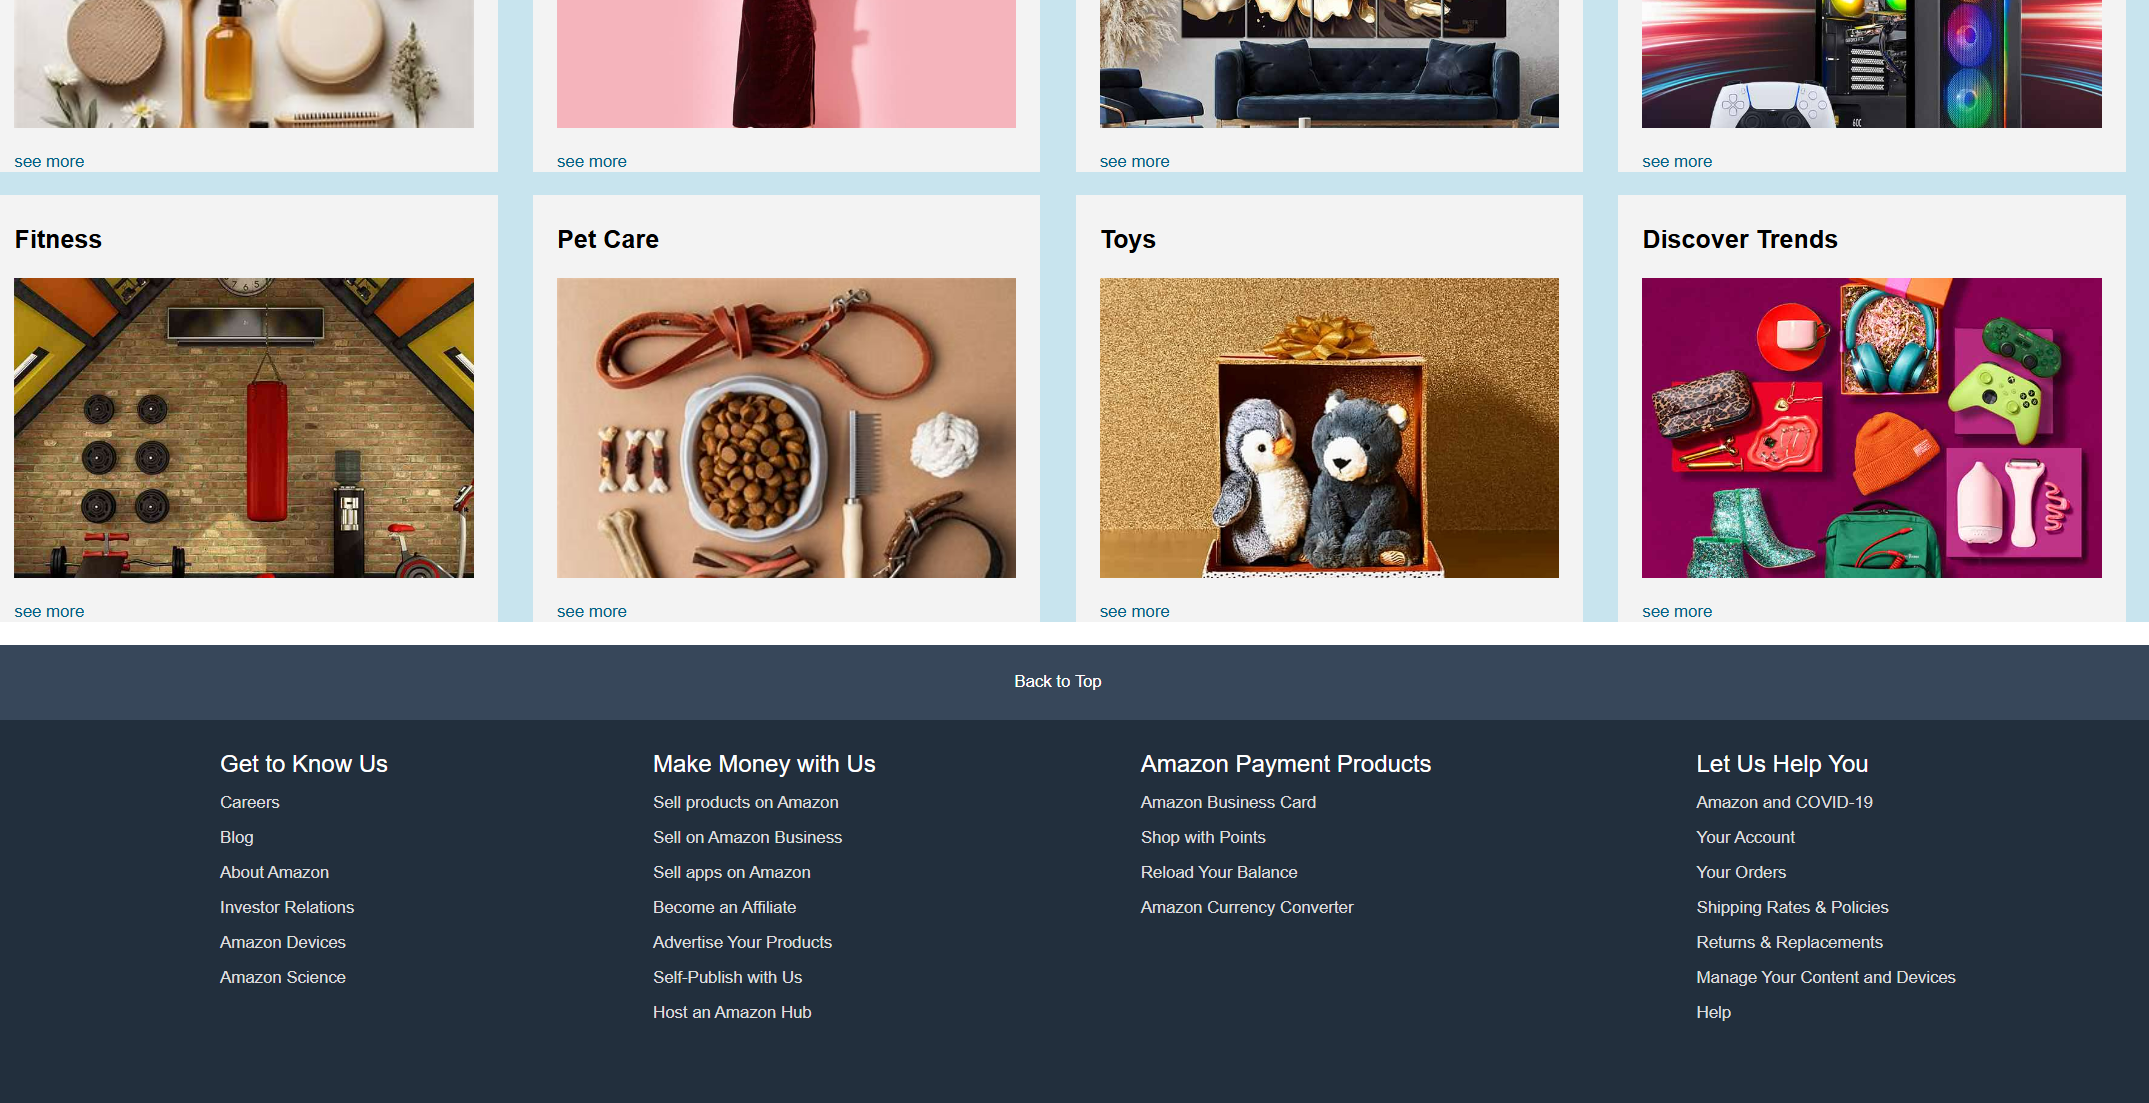 see more
see more
see more
see more
Fitness
Pet Care
Toys
Discover Trends
7 6 5
see more
see more
see more
see more
Back to Top
Get to Know Us
Careers
Blog
About Amazon
Investor Relations
Amazon Devices
Amazon Science
Make Money with Us
Sell products on Amazon
Sell on Amazon Business
Sell apps on Amazon
Become an Affiliate
Advertise Your Products
Self-Publish with Us
Host an Amazon Hub
Amazon Payment Products
Amazon Business Card
Shop with Points
Reload Your Balance
Amazon Currency Converter
Let Us Help You
Amazon and COVID-19
Your Account
Your Orders
Shipping Rates & Policies
Returns & Replacements
Manage Your Content and Devices
Help